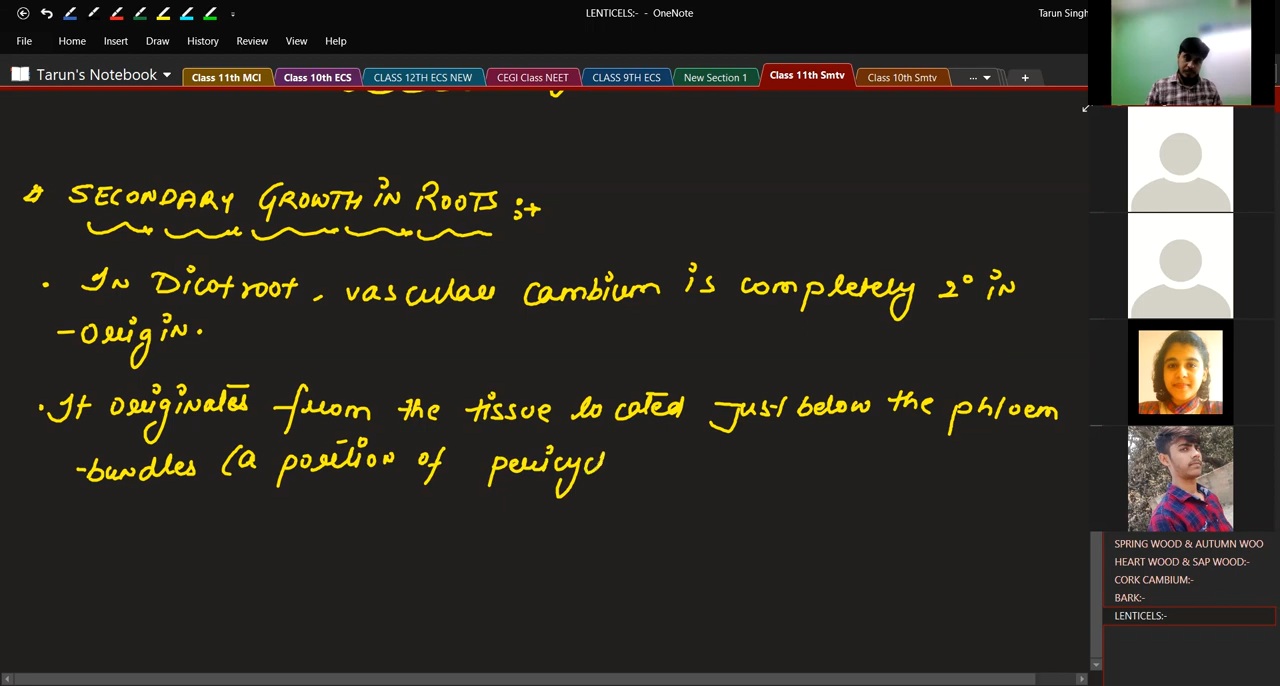 LENTICELS:- - OneNote
Tarun Singh
File Home Insert Draw History Review View Help
Tarun's Notebook
Class 11th MCI
Class 10th ECS
CLASS 12TH ECS NEW
CEGI Class NEET
CLASS 9TH ECS
New Section 1
Class 11th Smtv
Class 10th Smtv
...
+
SECONDARY GROWTH IN ROOTS :+
. In Dicot root, vascular cambium is completely 2° in
-origin.
. It originates from the tissue located just below the phloem
-bundles (a position of pericycl
SPRING WOOD & AUTUMN WOO
HEART WOOD & SAP WOOD:-
CORK CAMBIUM:-
BARK:-
LENTICELS:-